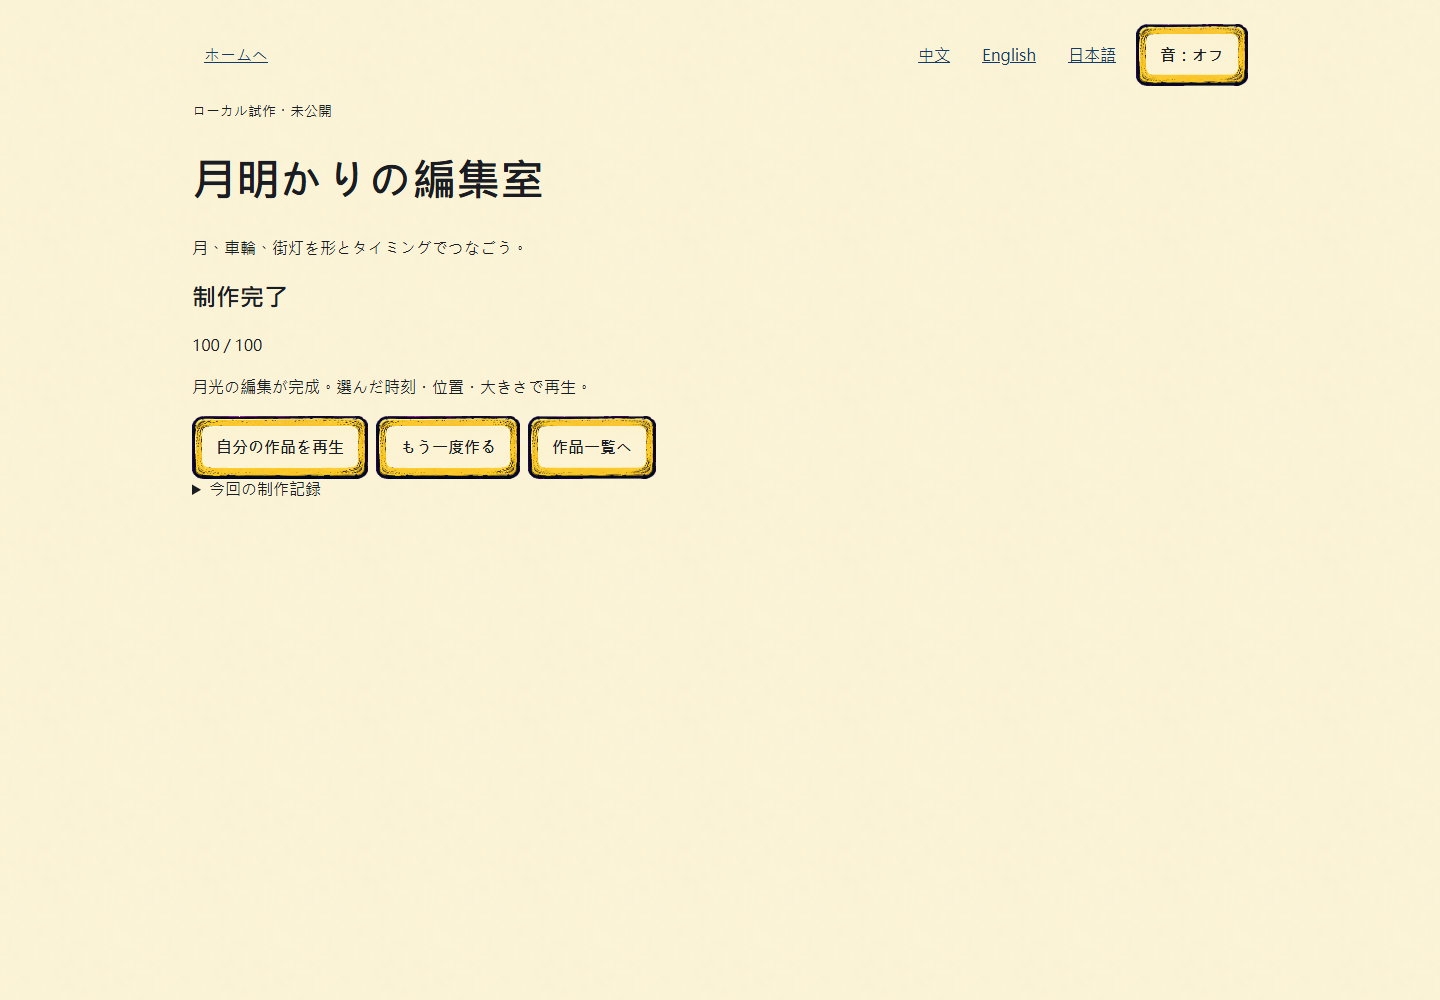 ホームへ 中文 English 日本語 音：オフ
ローカル試作・未公開
月明かりの編集室
月、車輪、街灯を形とタイミングでつなごう。
制作完了
100 / 100
月光の編集が完成。選んだ時刻・位置・大きさで再生。
自分の作品を再生 もう一度作る 作品一覧へ
▶ 今回の制作記録